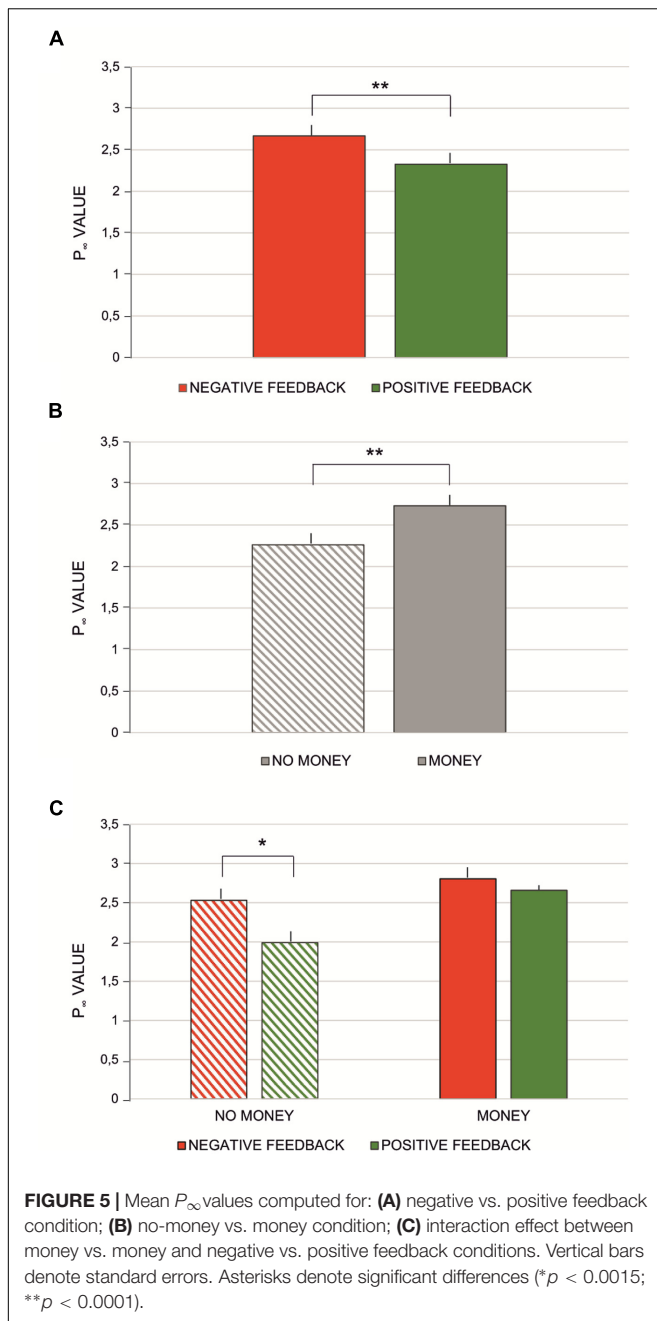 A
**
3,5
3
2,5
2
1,5
1
0,5
0
P∞ VALUE
NEGATIVE FEEDBACK POSITIVE FEEDBACK
B
**
3,5
3
2,5
2
1,5
1
0,5
0
P∞ VALUE
NO MONEY MONEY
C
*
3,5
3
2,5
2
1,5
1
0,5
0
P∞ VALUE
NO MONEY MONEY
NEGATIVE FEEDBACK POSITIVE FEEDBACK
FIGURE 5 | Mean P∞ values computed for: (A) negative vs. positive feedback
condition; (B) no-money vs. money condition; (C) interaction effect between
money vs. money and negative vs. positive feedback conditions. Vertical bars
denote standard errors. Asterisks denote significant differences (*p < 0.0015;
**p < 0.0001).